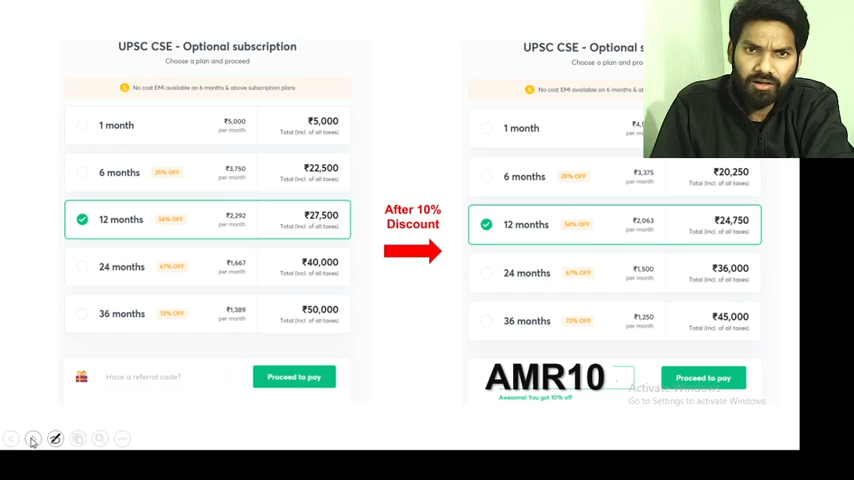 UPSC CSE - Optional subscription
Choose a plan and proceed
No cost EMI available on 6 months & above subscription plans
1 month
₹5,000
per month
₹5,000
Total (Incl. of all taxes)
6 months
25% OFF
₹3,750
per month
₹22,500
Total (Incl. of all taxes)
12 months
54% OFF
₹2,292
per month
₹27,500
Total (Incl. of all taxes)
24 months
67% OFF
₹1,667
per month
₹40,000
Total (Incl. of all taxes)
36 months
72% OFF
₹1,389
per month
₹50,000
Total (Incl. of all taxes)
Have a referral code?
Proceed to pay
After 10%
Discount
UPSC CSE - Optional s
Choose a plan and pro
No cost EMI available on 6
1 month
per month
6 months
25% OFF
₹3,375
per month
₹20,250
Total (Incl. of all taxes)
12 months
54% OFF
₹2,063
per month
₹24,750
Total (Incl. of all taxes)
24 months
67% OFF
₹1,500
per month
₹36,000
Total (Incl. of all taxes)
36 months
72% OFF
₹1,250
per month
₹45,000
Total (Incl. of all taxes)
AMR10
Awesome! You got 10% off
Proceed to pay
Activate Windows
Go to Settings to activate Windows.